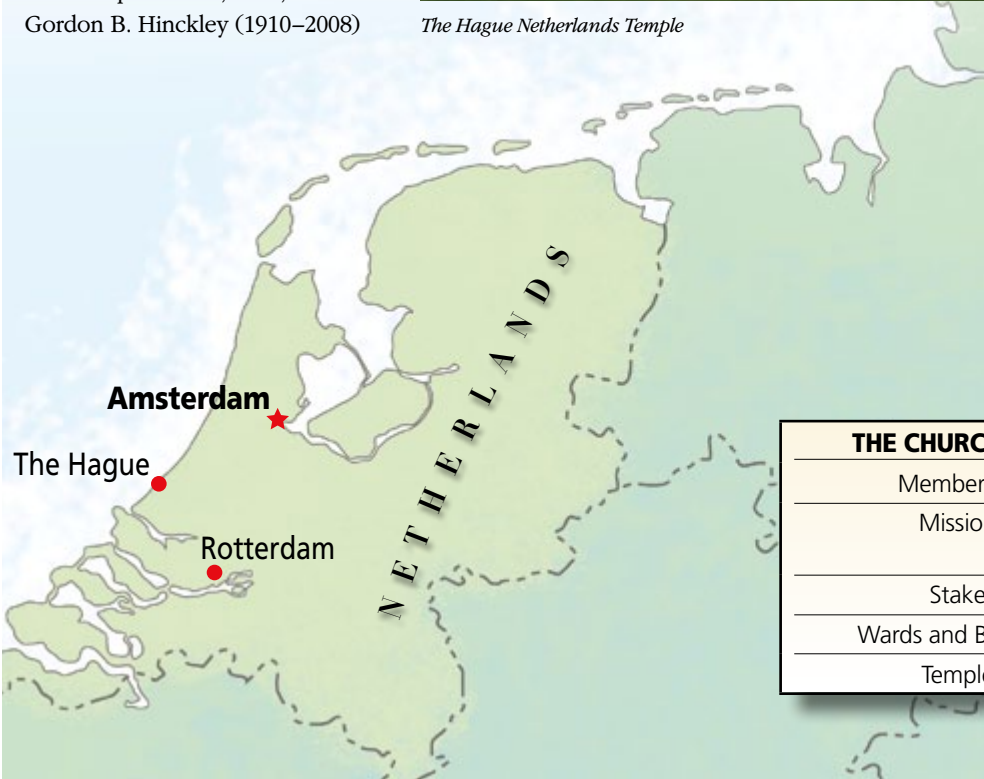 Gordon B. Hinckley (1910–2008)
The Hague Netherlands Temple
NETHERLANDS
Amsterdam
The Hague
Rotterdam
THE CHURC
Member
Missio
Stake
Wards and B
Temple